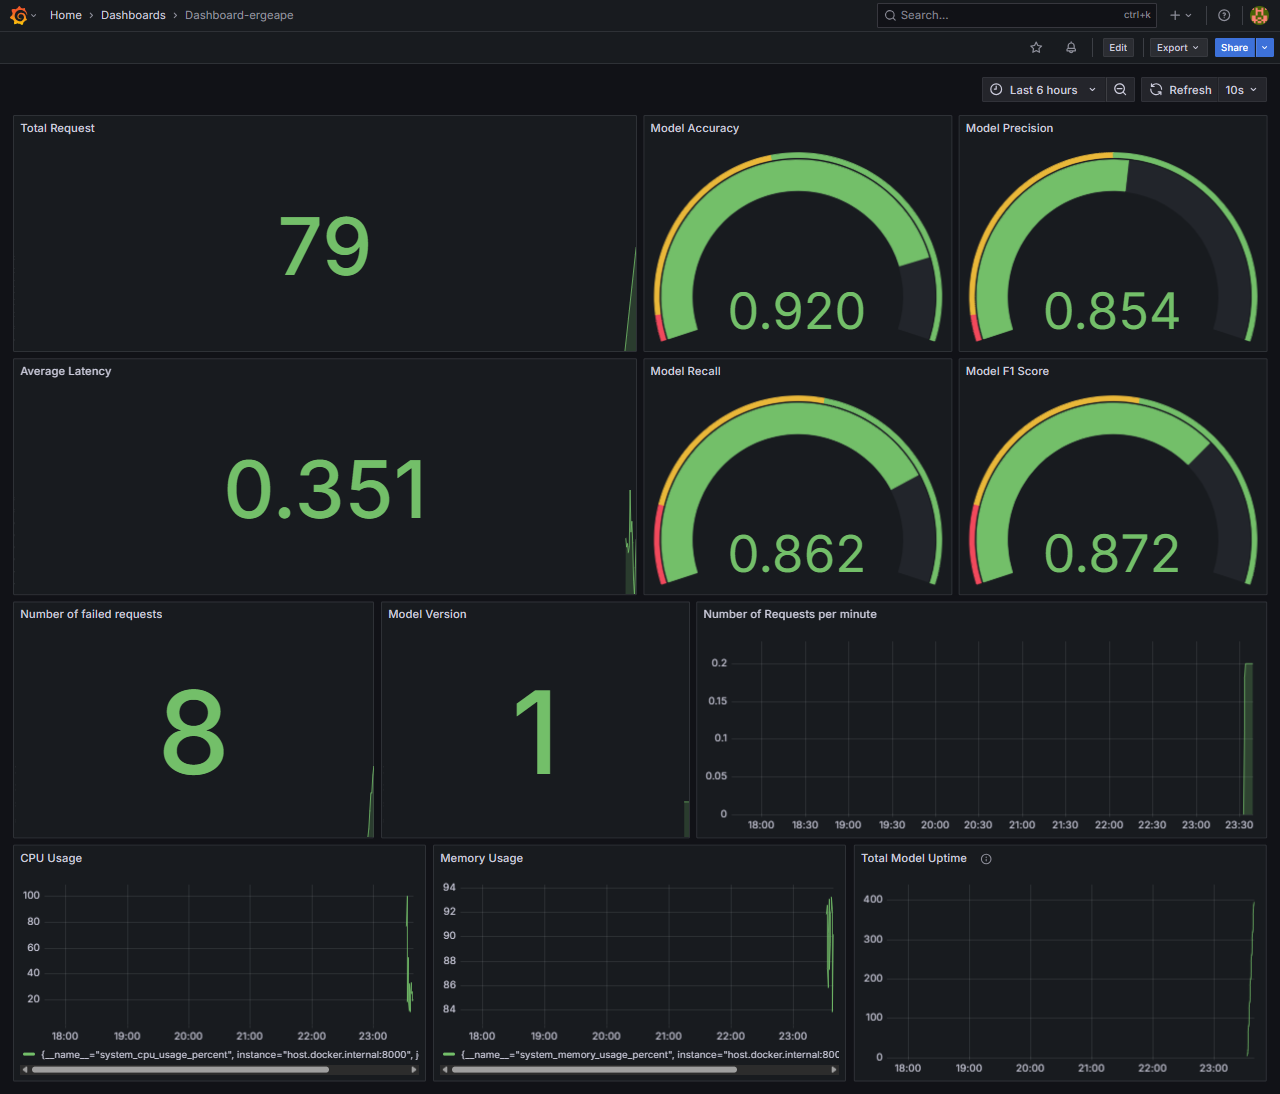 Home › Dashboards › Dashboard-ergeape
Search... ctrl+k
Edit Export Share
Last 6 hours Refresh 10s
Total Request
79
Model Accuracy
0.920
Model Precision
0.854
Average Latency
0.351
Model Recall
0.862
Model F1 Score
0.872
Number of failed requests
8
Model Version
1
Number of Requests per minute
0.2
0.15
0.1
0.05
0
18:00 18:30 19:00 19:30 20:00 20:30 21:00 21:30 22:00 22:30 23:00 23:30
CPU Usage
100
80
60
40
20
18:00 19:00 20:00 21:00 22:00 23:00
{__name__="system_cpu_usage_percent", instance="host.docker.internal:8000", j
Memory Usage
94
92
90
88
86
84
18:00 19:00 20:00 21:00 22:00 23:00
{__name__="system_memory_usage_percent", instance="host.docker.internal:800
Total Model Uptime
400
300
200
100
0
18:00 19:00 20:00 21:00 22:00 23:00